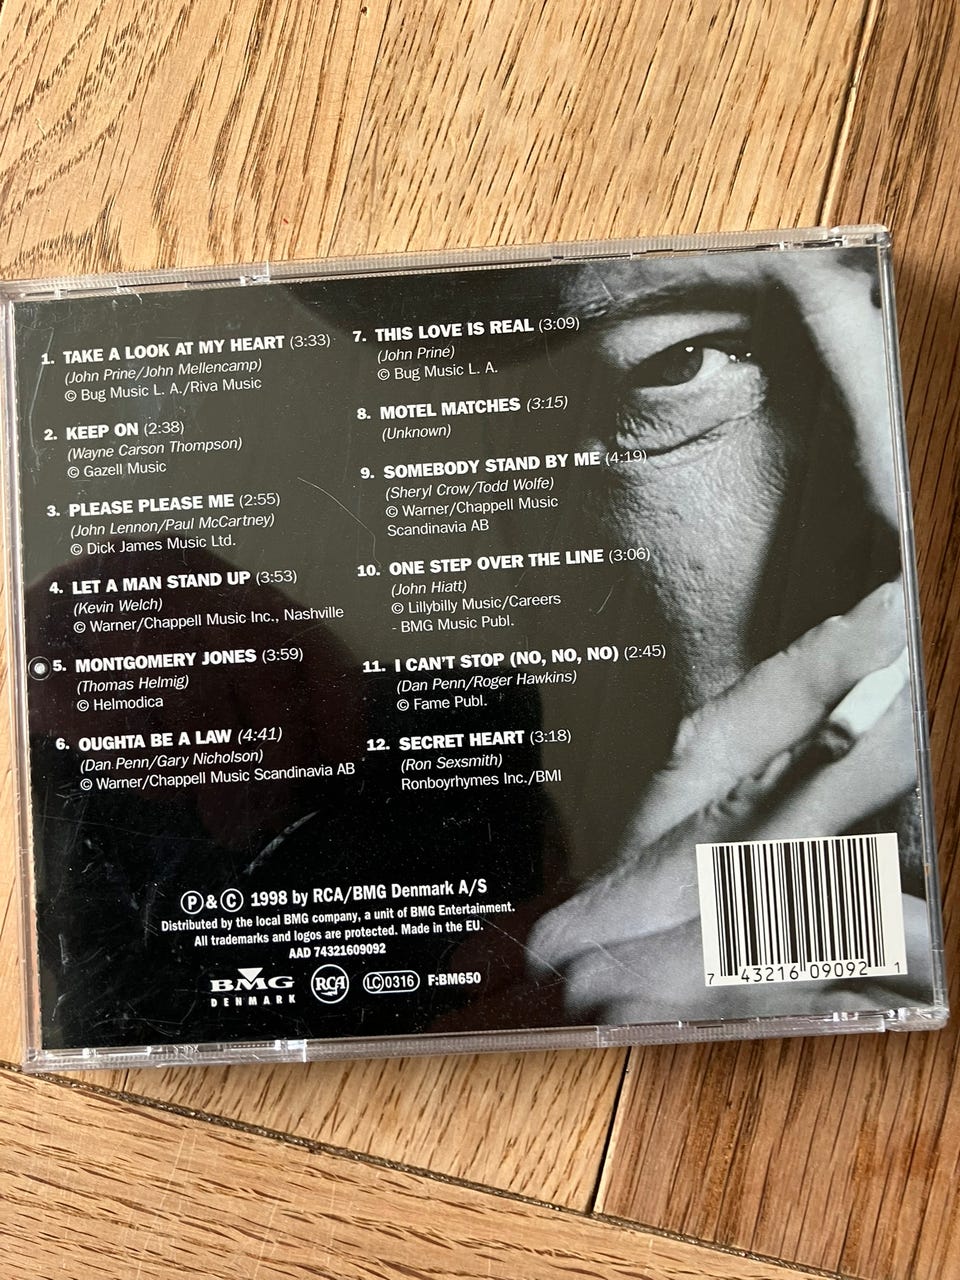 1. TAKE A LOOK AT MY HEART (3:33)
(John Prine/John Mellencamp)
© Bug Music L. A./Riva Music
2. KEEP ON (2:38)
(Wayne Carson Thompson)
© Gazell Music
3. PLEASE PLEASE ME (2:55)
(John Lennon/Paul McCartney)
© Dick James Music Ltd.
4. LET A MAN STAND UP (3:53)
(Kevin Welch)
© Warner/Chappell Music Inc., Nashville
5. MONTGOMERY JONES (3:59)
(Thomas Helmig)
© Helmodica
6. OUGHTA BE A LAW (4:41)
(Dan Penn/Gary Nicholson)
© Warner/Chappell Music Scandinavia AB
7. THIS LOVE IS REAL (3:09)
(John Prine)
© Bug Music L. A.
8. MOTEL MATCHES (3:15)
(Unknown)
9. SOMEBODY STAND BY ME (4:19)
(Sheryl Crow/Todd Wolfe)
© Warner/Chappell Music
Scandinavia AB
10. ONE STEP OVER THE LINE (3:06)
(John Hiatt)
© Lillybilly Music/Careers
- BMG Music Publ.
11. I CAN'T STOP (NO, NO, NO) (2:45)
(Dan Penn/Roger Hawkins)
© Fame Publ.
12. SECRET HEART (3:18)
(Ron Sexsmith)
Ronboyrhymes Inc./BMI
Ⓟ & © 1998 by RCA/BMG Denmark A/S
Distributed by the local BMG company, a unit of BMG Entertainment.
All trademarks and logos are protected. Made in the EU.
AAD 74321609092
BMG DENMARK RCA LC 0316 F:BM650
7 43216 09092 1